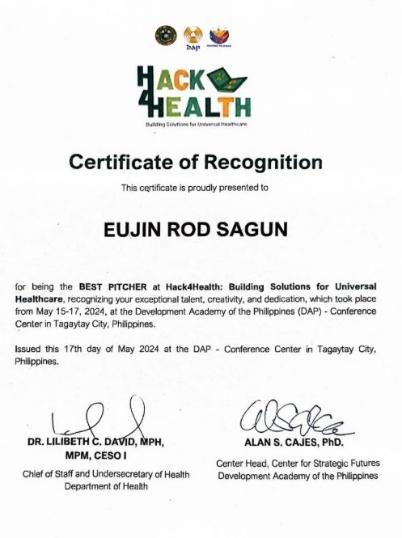 DAP
HACK
4HEALTH
Building Solutions for Universal Healthcare
Certificate of Recognition
This certificate is proudly presented to
EUJIN ROD SAGUN
for being the BEST PITCHER at Hack4Health: Building Solutions for Universal
Healthcare, recognizing your exceptional talent, creativity, and dedication, which took place
from May 15-17, 2024, at the Development Academy of the Philippines (DAP) - Conference
Center in Tagaytay City, Philippines.
Issued this 17th day of May 2024 at the DAP - Conference Center in Tagaytay City,
Philippines.
DR. LILIBETH C. DAVID, MPH,
MPM, CESO I
Chief of Staff and Undersecretary of Health
Department of Health
ALAN S. CAJES, PhD.
Center Head, Center for Strategic Futures
Development Academy of the Philippines